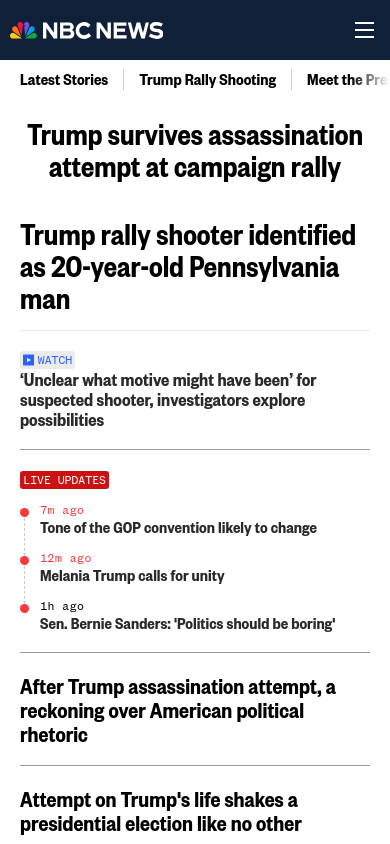 NBC NEWS
Latest Stories
Trump Rally Shooting
Meet the Pre
Trump survives assassination
attempt at campaign rally
Trump rally shooter identified
as 20-year-old Pennsylvania
man
WATCH
‘Unclear what motive might have been’ for
suspected shooter, investigators explore
possibilities
LIVE UPDATES
7m ago
Tone of the GOP convention likely to change
12m ago
Melania Trump calls for unity
1h ago
Sen. Bernie Sanders: 'Politics should be boring'
After Trump assassination attempt, a
reckoning over American political
rhetoric
Attempt on Trump's life shakes a
presidential election like no other